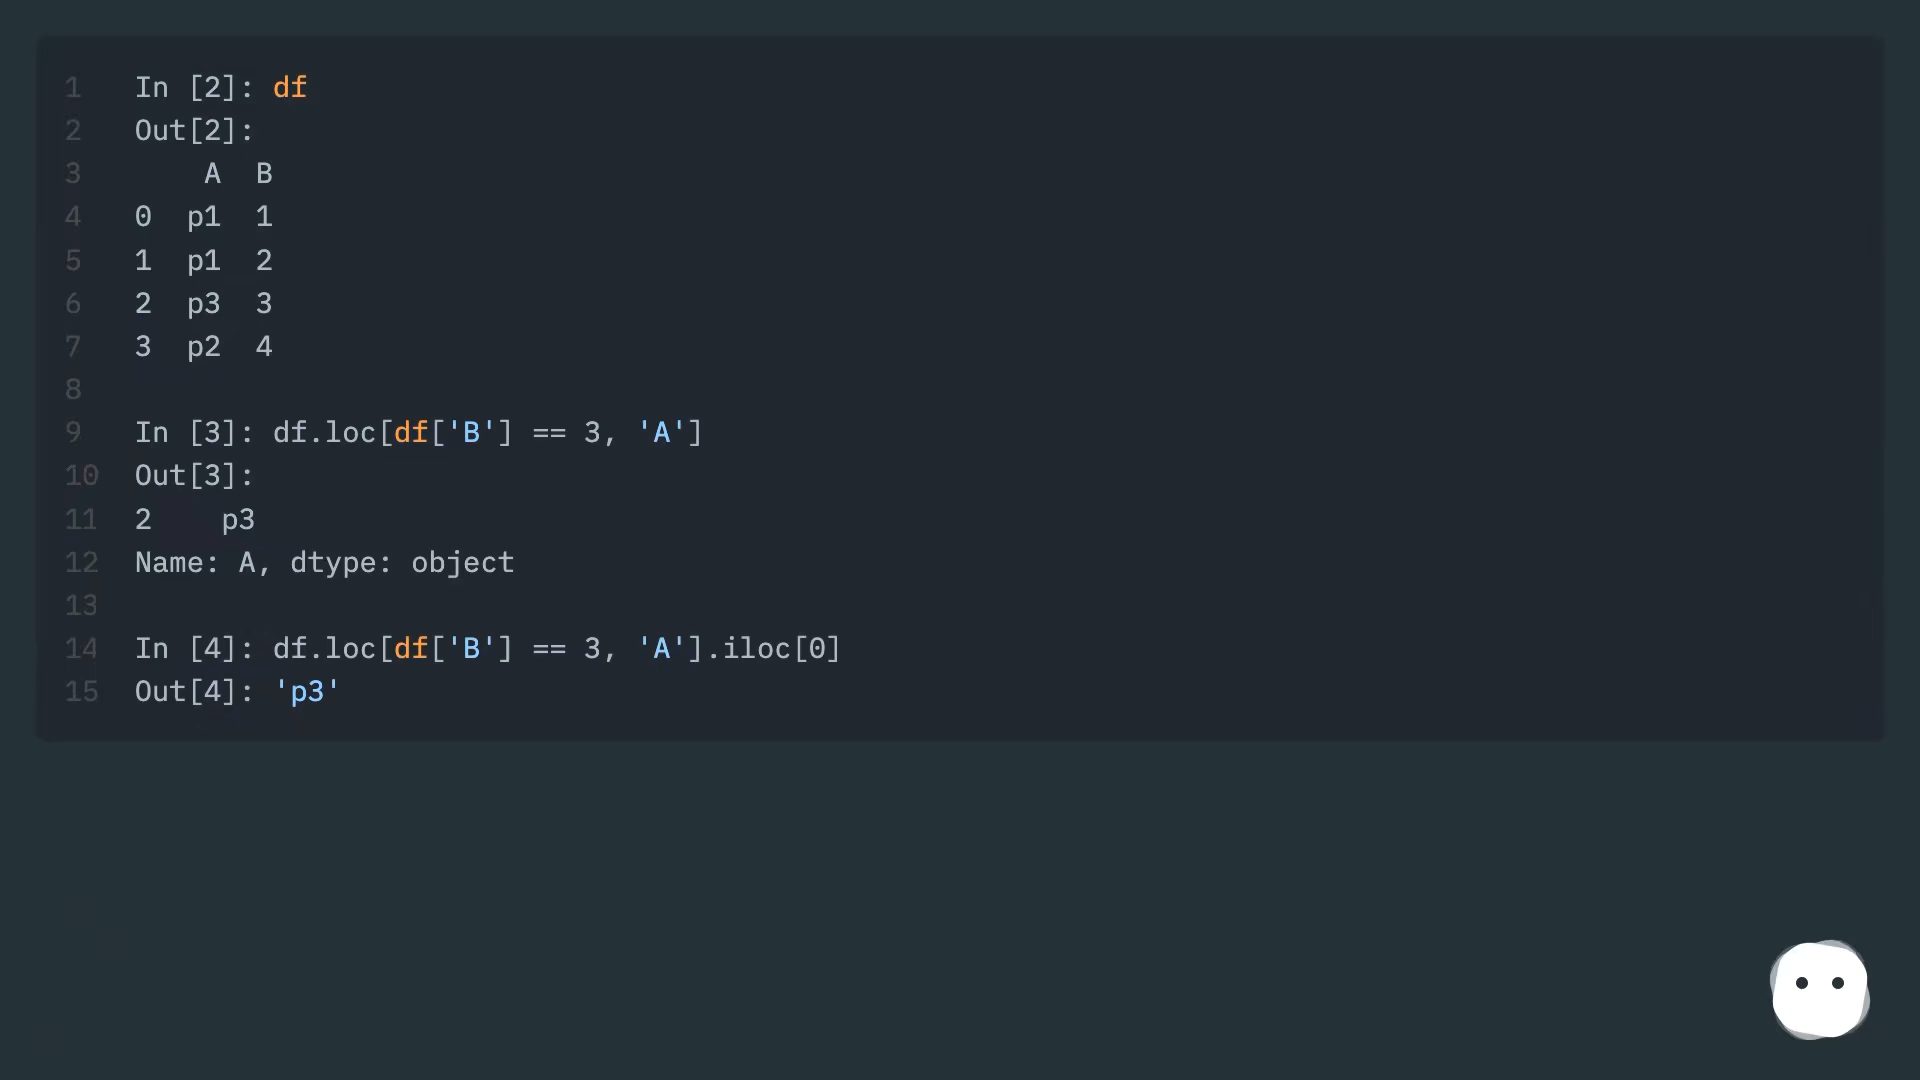 1 In [2]: df
2 Out[2]:
3     A  B
4 0  p1  1
5 1  p1  2
6 2  p3  3
7 3  p2  4
8
9 In [3]: df.loc[df['B'] == 3, 'A']
10 Out[3]:
11 2    p3
12 Name: A, dtype: object
13
14 In [4]: df.loc[df['B'] == 3, 'A'].iloc[0]
15 Out[4]: 'p3'